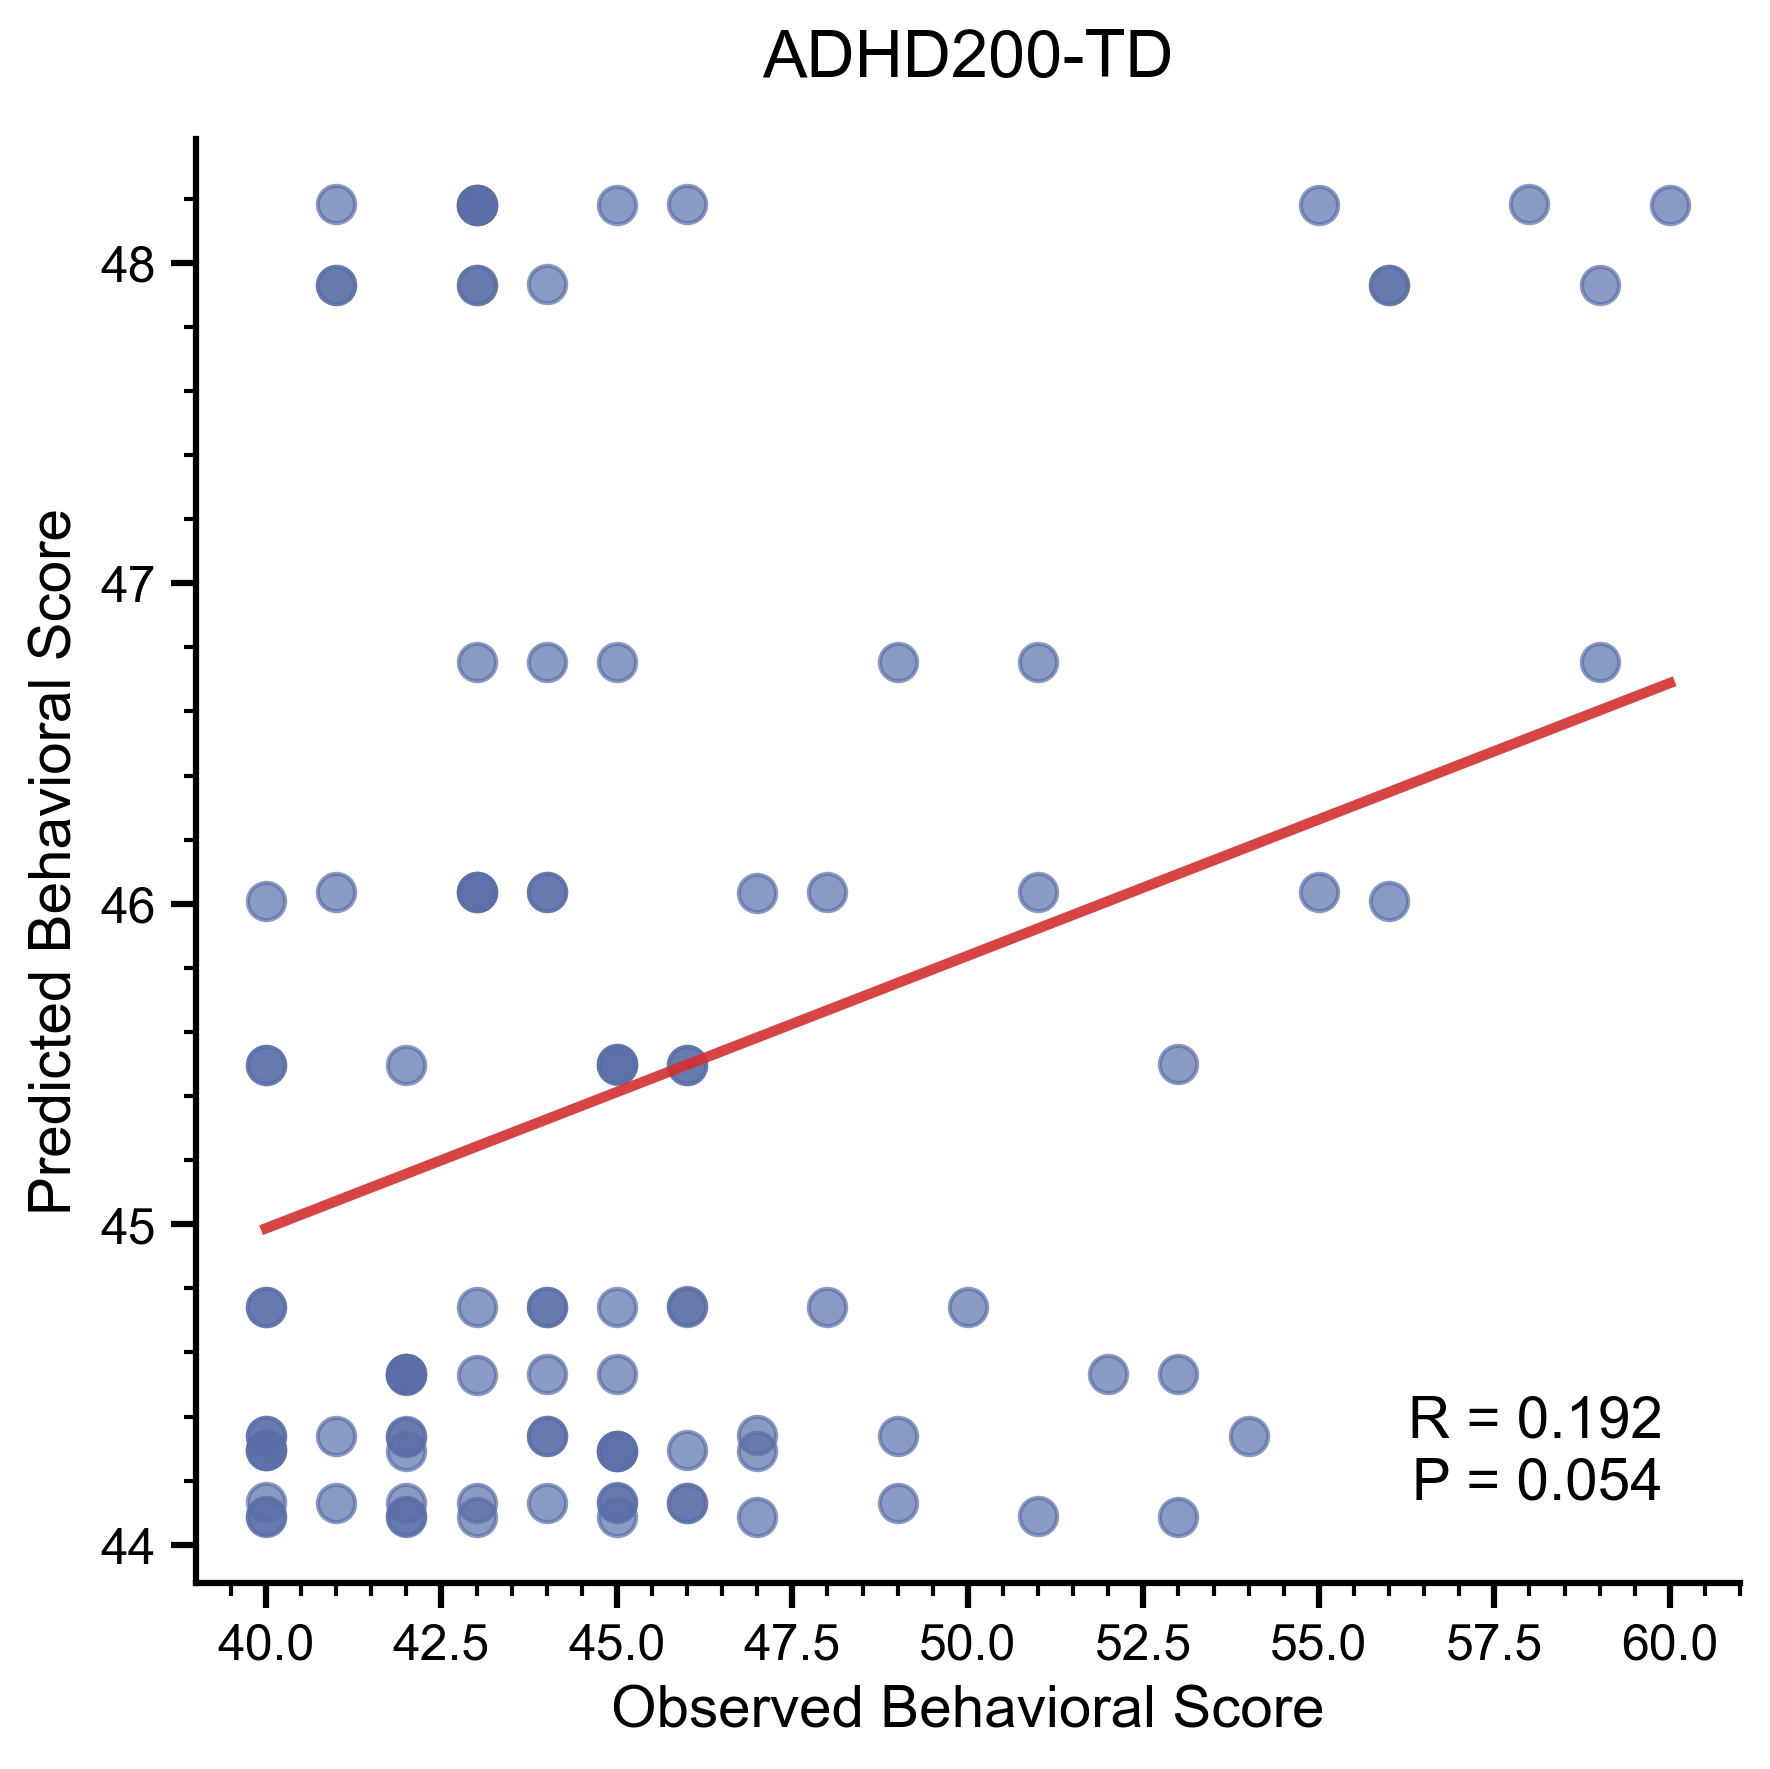 ADHD200-TD
Predicted Behavioral Score
48
47
46
45
44
R = 0.192
P = 0.054
40.0 42.5 45.0 47.5 50.0 52.5 55.0 57.5 60.0
Observed Behavioral Score